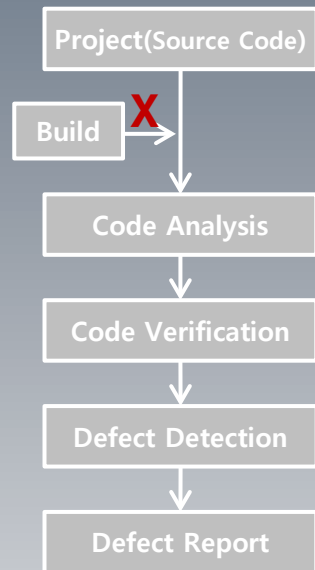 Project(Source Code)
X
Build
Code Analysis
Code Verification
Defect Detection
Defect Report